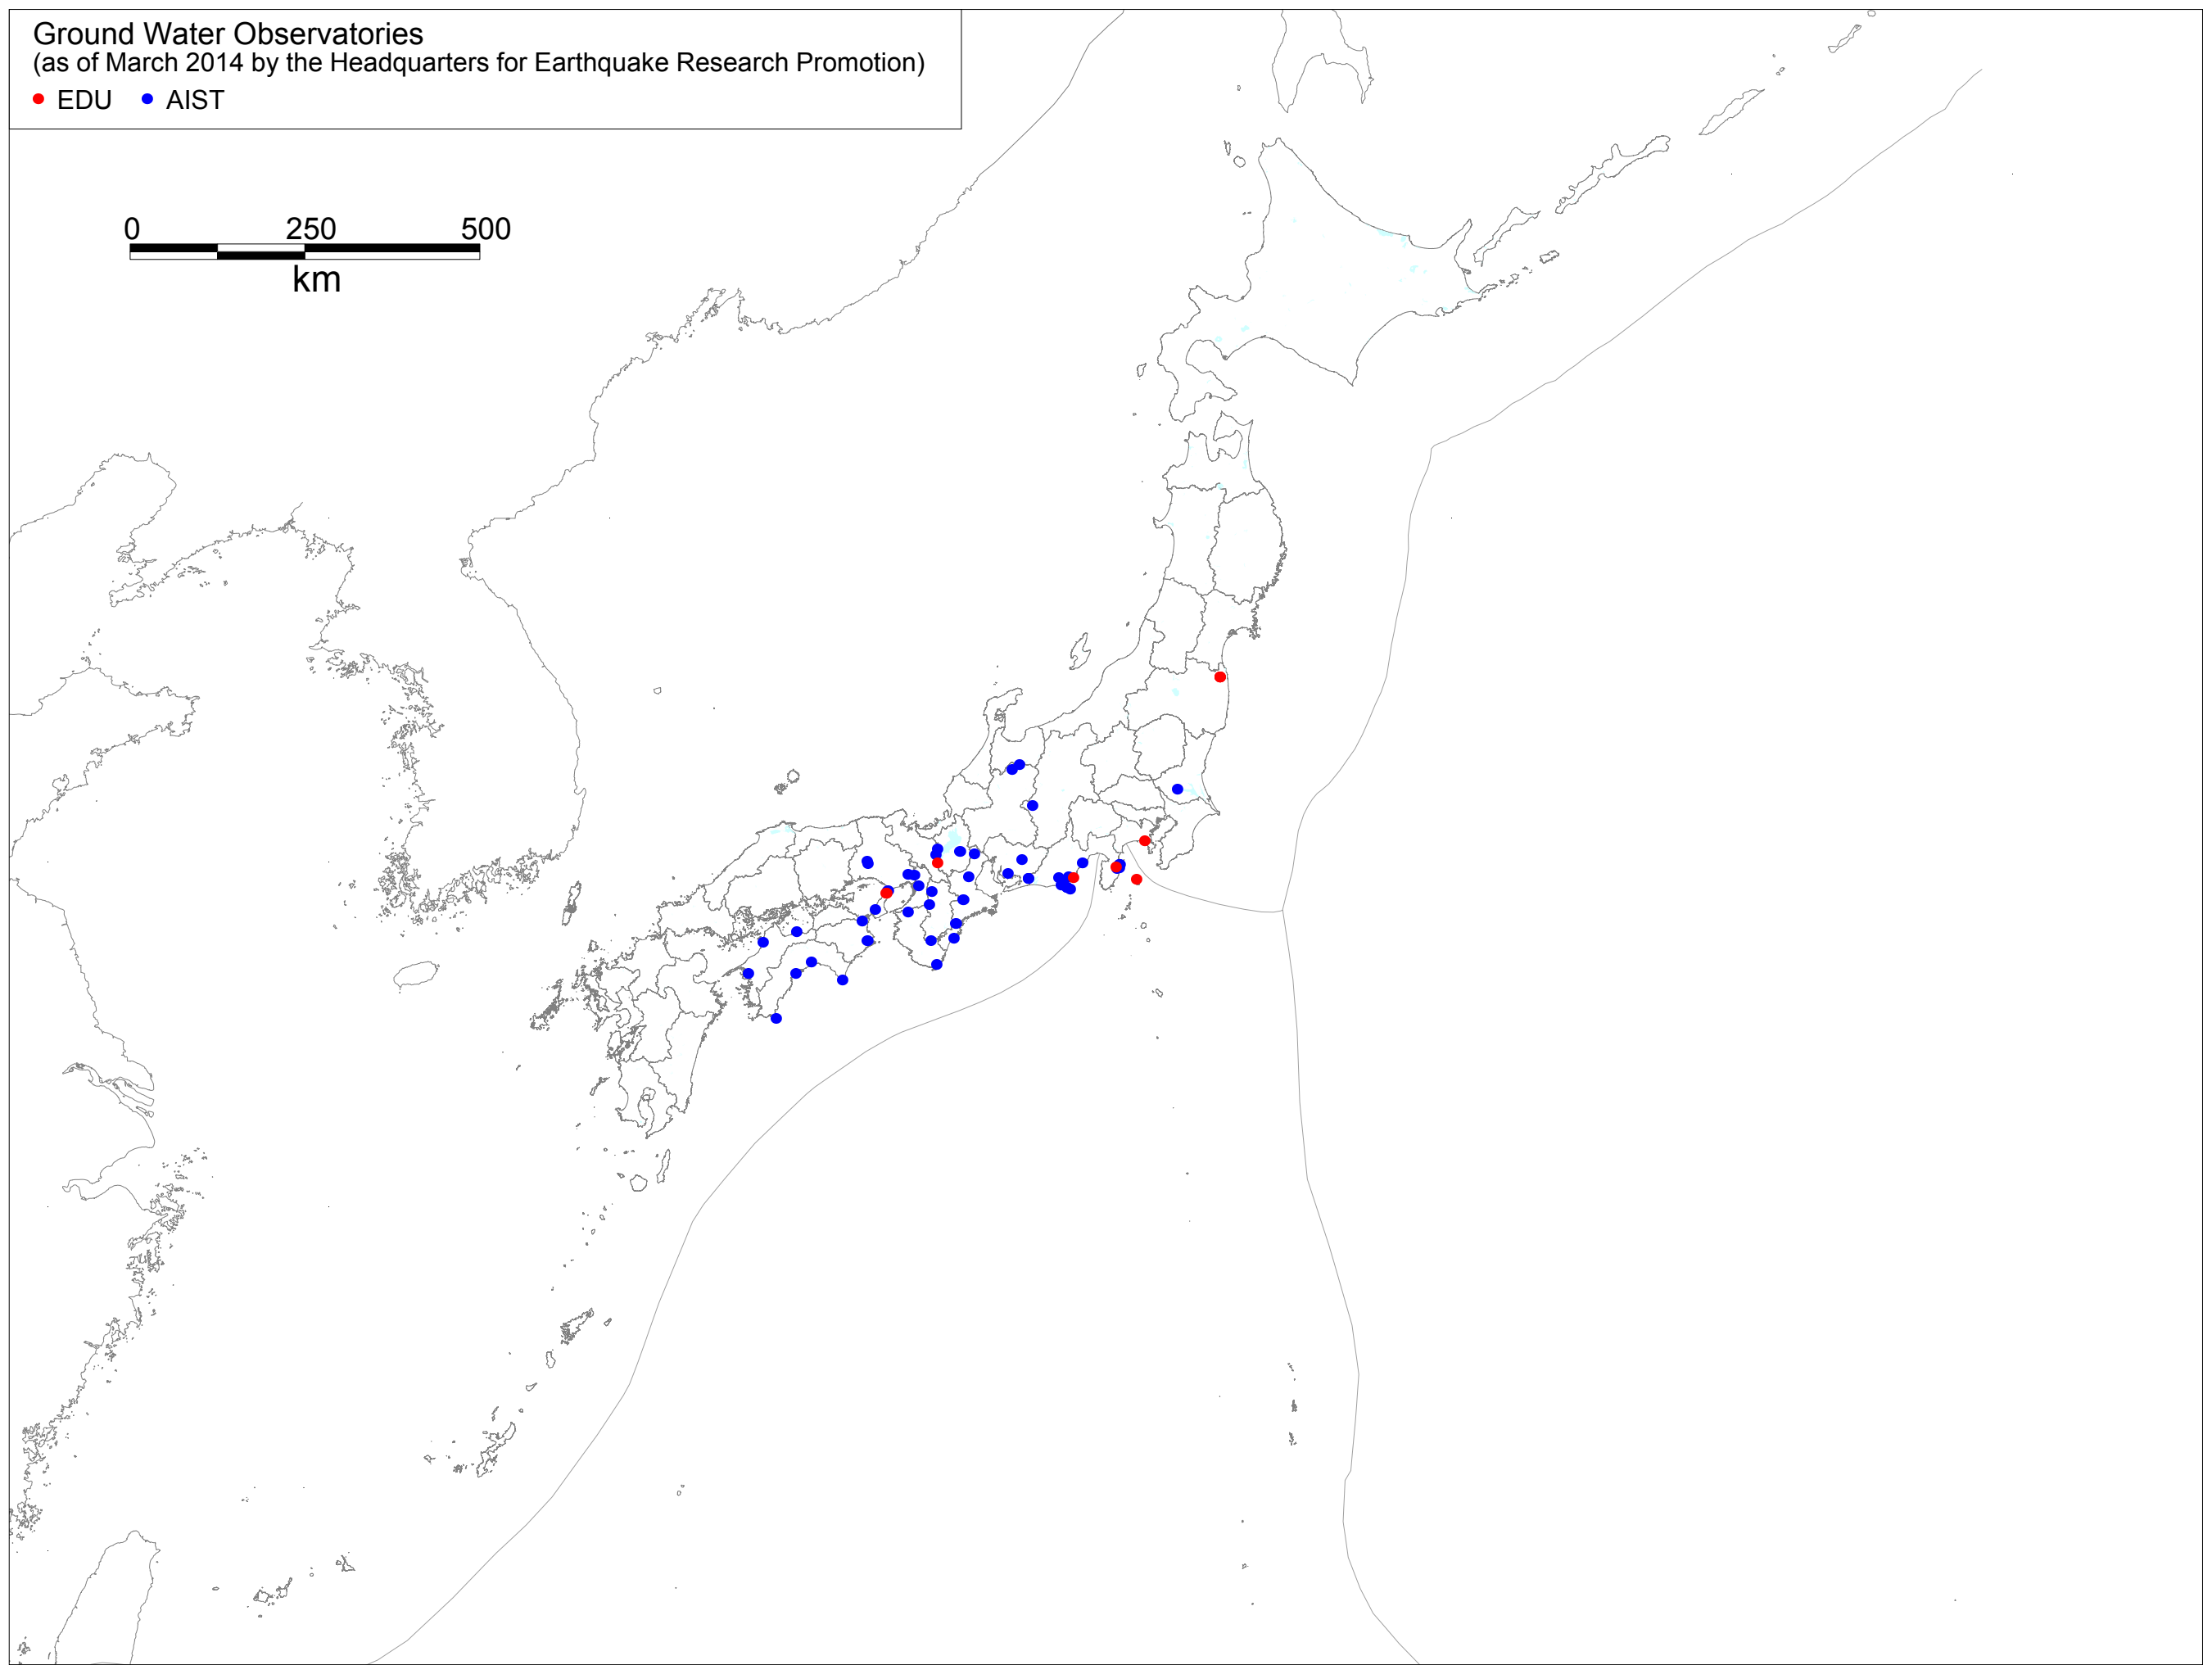 Ground Water Observatories
(as of March 2014 by the Headquarters for Earthquake Research Promotion)
EDU AIST
0 250 500
km